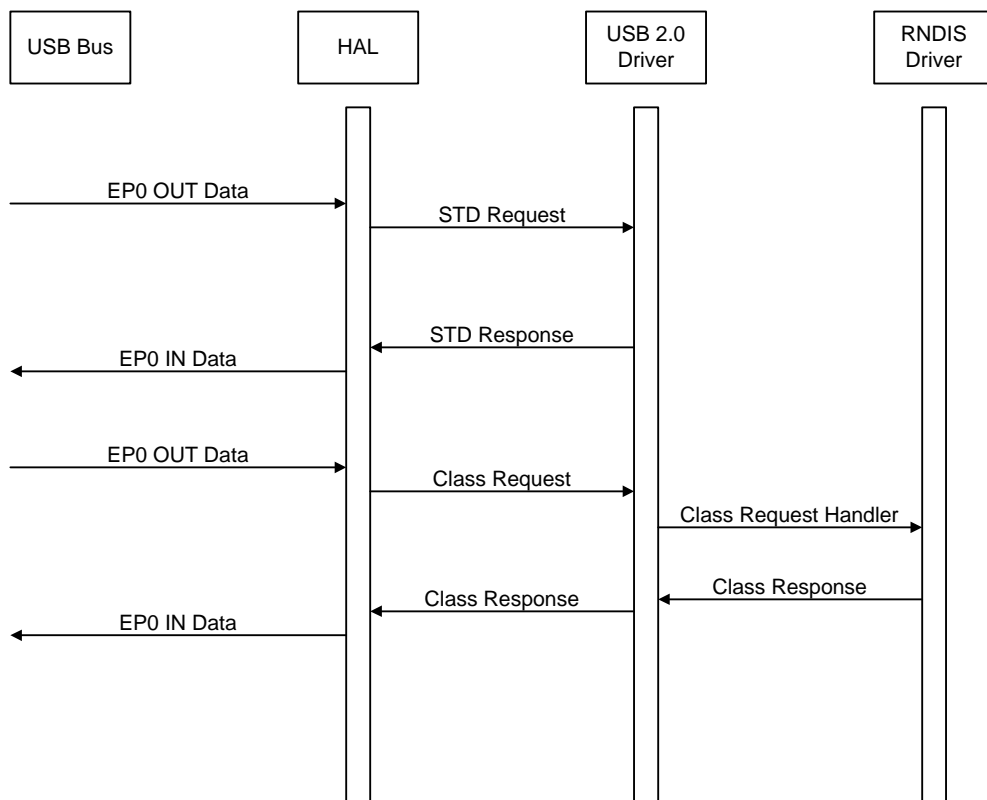 USB Bus
HAL
USB 2.0
Driver
RNDIS
Driver
EP0 OUT Data
STD Request
STD Response
EP0 IN Data
EP0 OUT Data
Class Request
Class Request Handler
Class Response
Class Response
EP0 IN Data